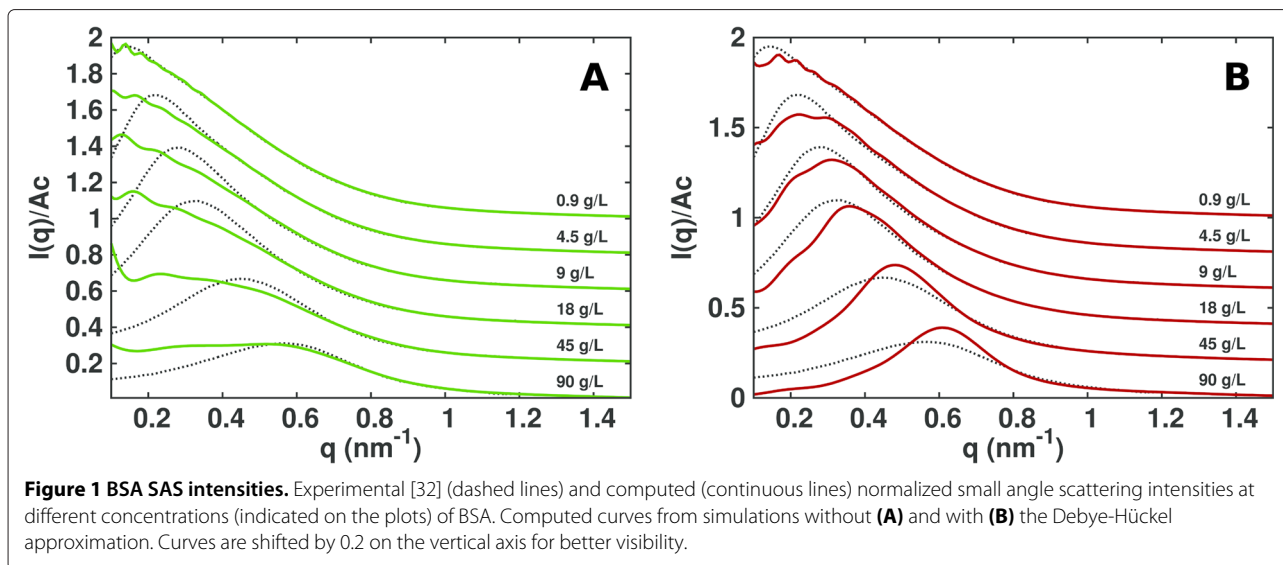 A
2
1.8
1.6
1.4
1.2
1
0.8
0.6
0.4
0.2
I(q)/Ac
0.9 g/L
4.5 g/L
9 g/L
18 g/L
45 g/L
90 g/L
0.2 0.4 0.6 0.8 1 1.2 1.4
q (nm⁻¹)
B
2
1.5
1
0.5
0
I(q)/Ac
0.9 g/L
4.5 g/L
9 g/L
18 g/L
45 g/L
90 g/L
0.2 0.4 0.6 0.8 1 1.2 1.4
q (nm⁻¹)
Figure 1 BSA SAS intensities. Experimental [32] (dashed lines) and computed (continuous lines) normalized small angle scattering intensities at
different concentrations (indicated on the plots) of BSA. Computed curves from simulations without (A) and with (B) the Debye-Hückel
approximation. Curves are shifted by 0.2 on the vertical axis for better visibility.